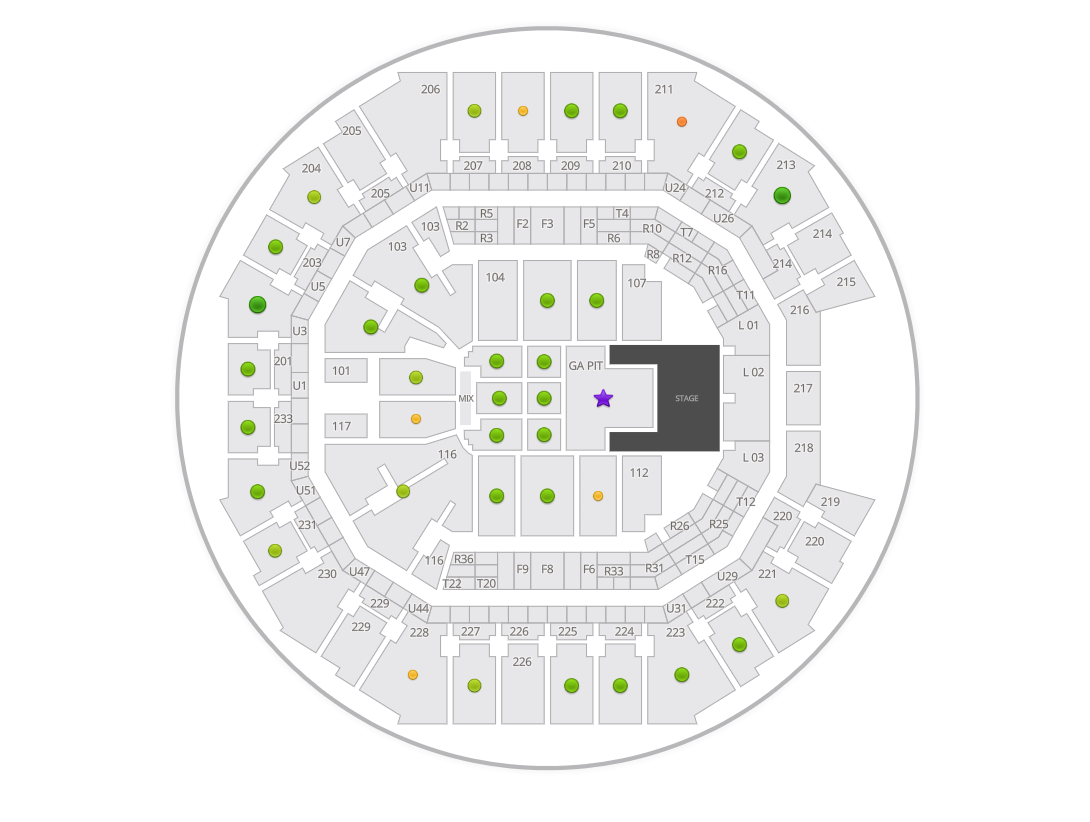 206
211
205
204
213
207
208
209
210
205
U11
U24
212
103
R5
R2
R3
F2
F3
F5
T4
R6
R10
T7
U26
214
U7
103
R8
R12
203
214
U5
104
107
R16
215
T11
216
U3
L 01
201
101
GA PIT
L 02
U1
217
MIX
STAGE
233
117
116
218
U52
112
L 03
U51
219
T12
231
R26
R25
220
220
116
R36
T22
T20
F9
F8
F6
R33
R31
T15
230
U47
U29
221
229
U44
U31
222
229
228
227
226
225
224
223
226